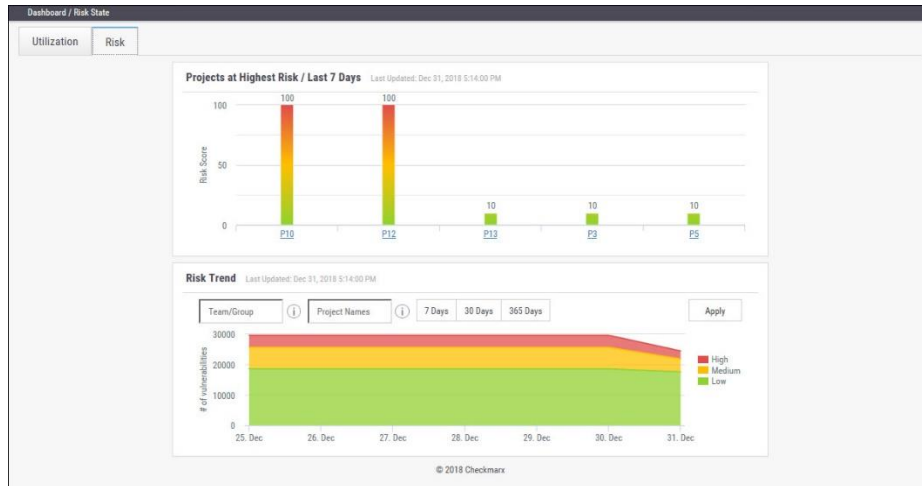 Dashboard / Risk State
Utilization
Risk
Projects at Highest Risk / Last 7 Days Last Updated: Dec 31, 2018 5:14:00 PM
100 100
100
Risk Score
50
10 10 10
0
P10 P12 P13 P3 P5
Risk Trend Last Updated: Dec 31, 2018 5:14:00 PM
Team/Group i Project Names i 7 Days 30 Days 365 Days Apply
30000
# of vulnerabilities
20000
10000
0
High
Medium
Low
25. Dec 26. Dec 27. Dec 28. Dec 29. Dec 30. Dec 31. Dec
© 2018 Checkmarx